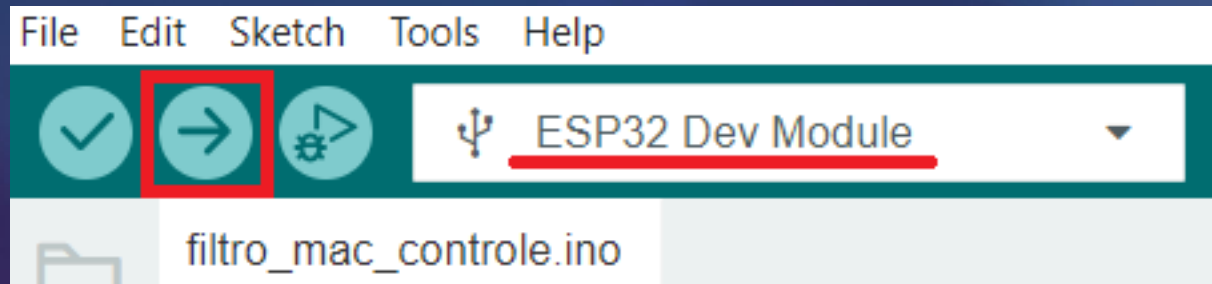 File Edit Sketch Tools Help
ESP32 Dev Module
filtro_mac_controle.ino